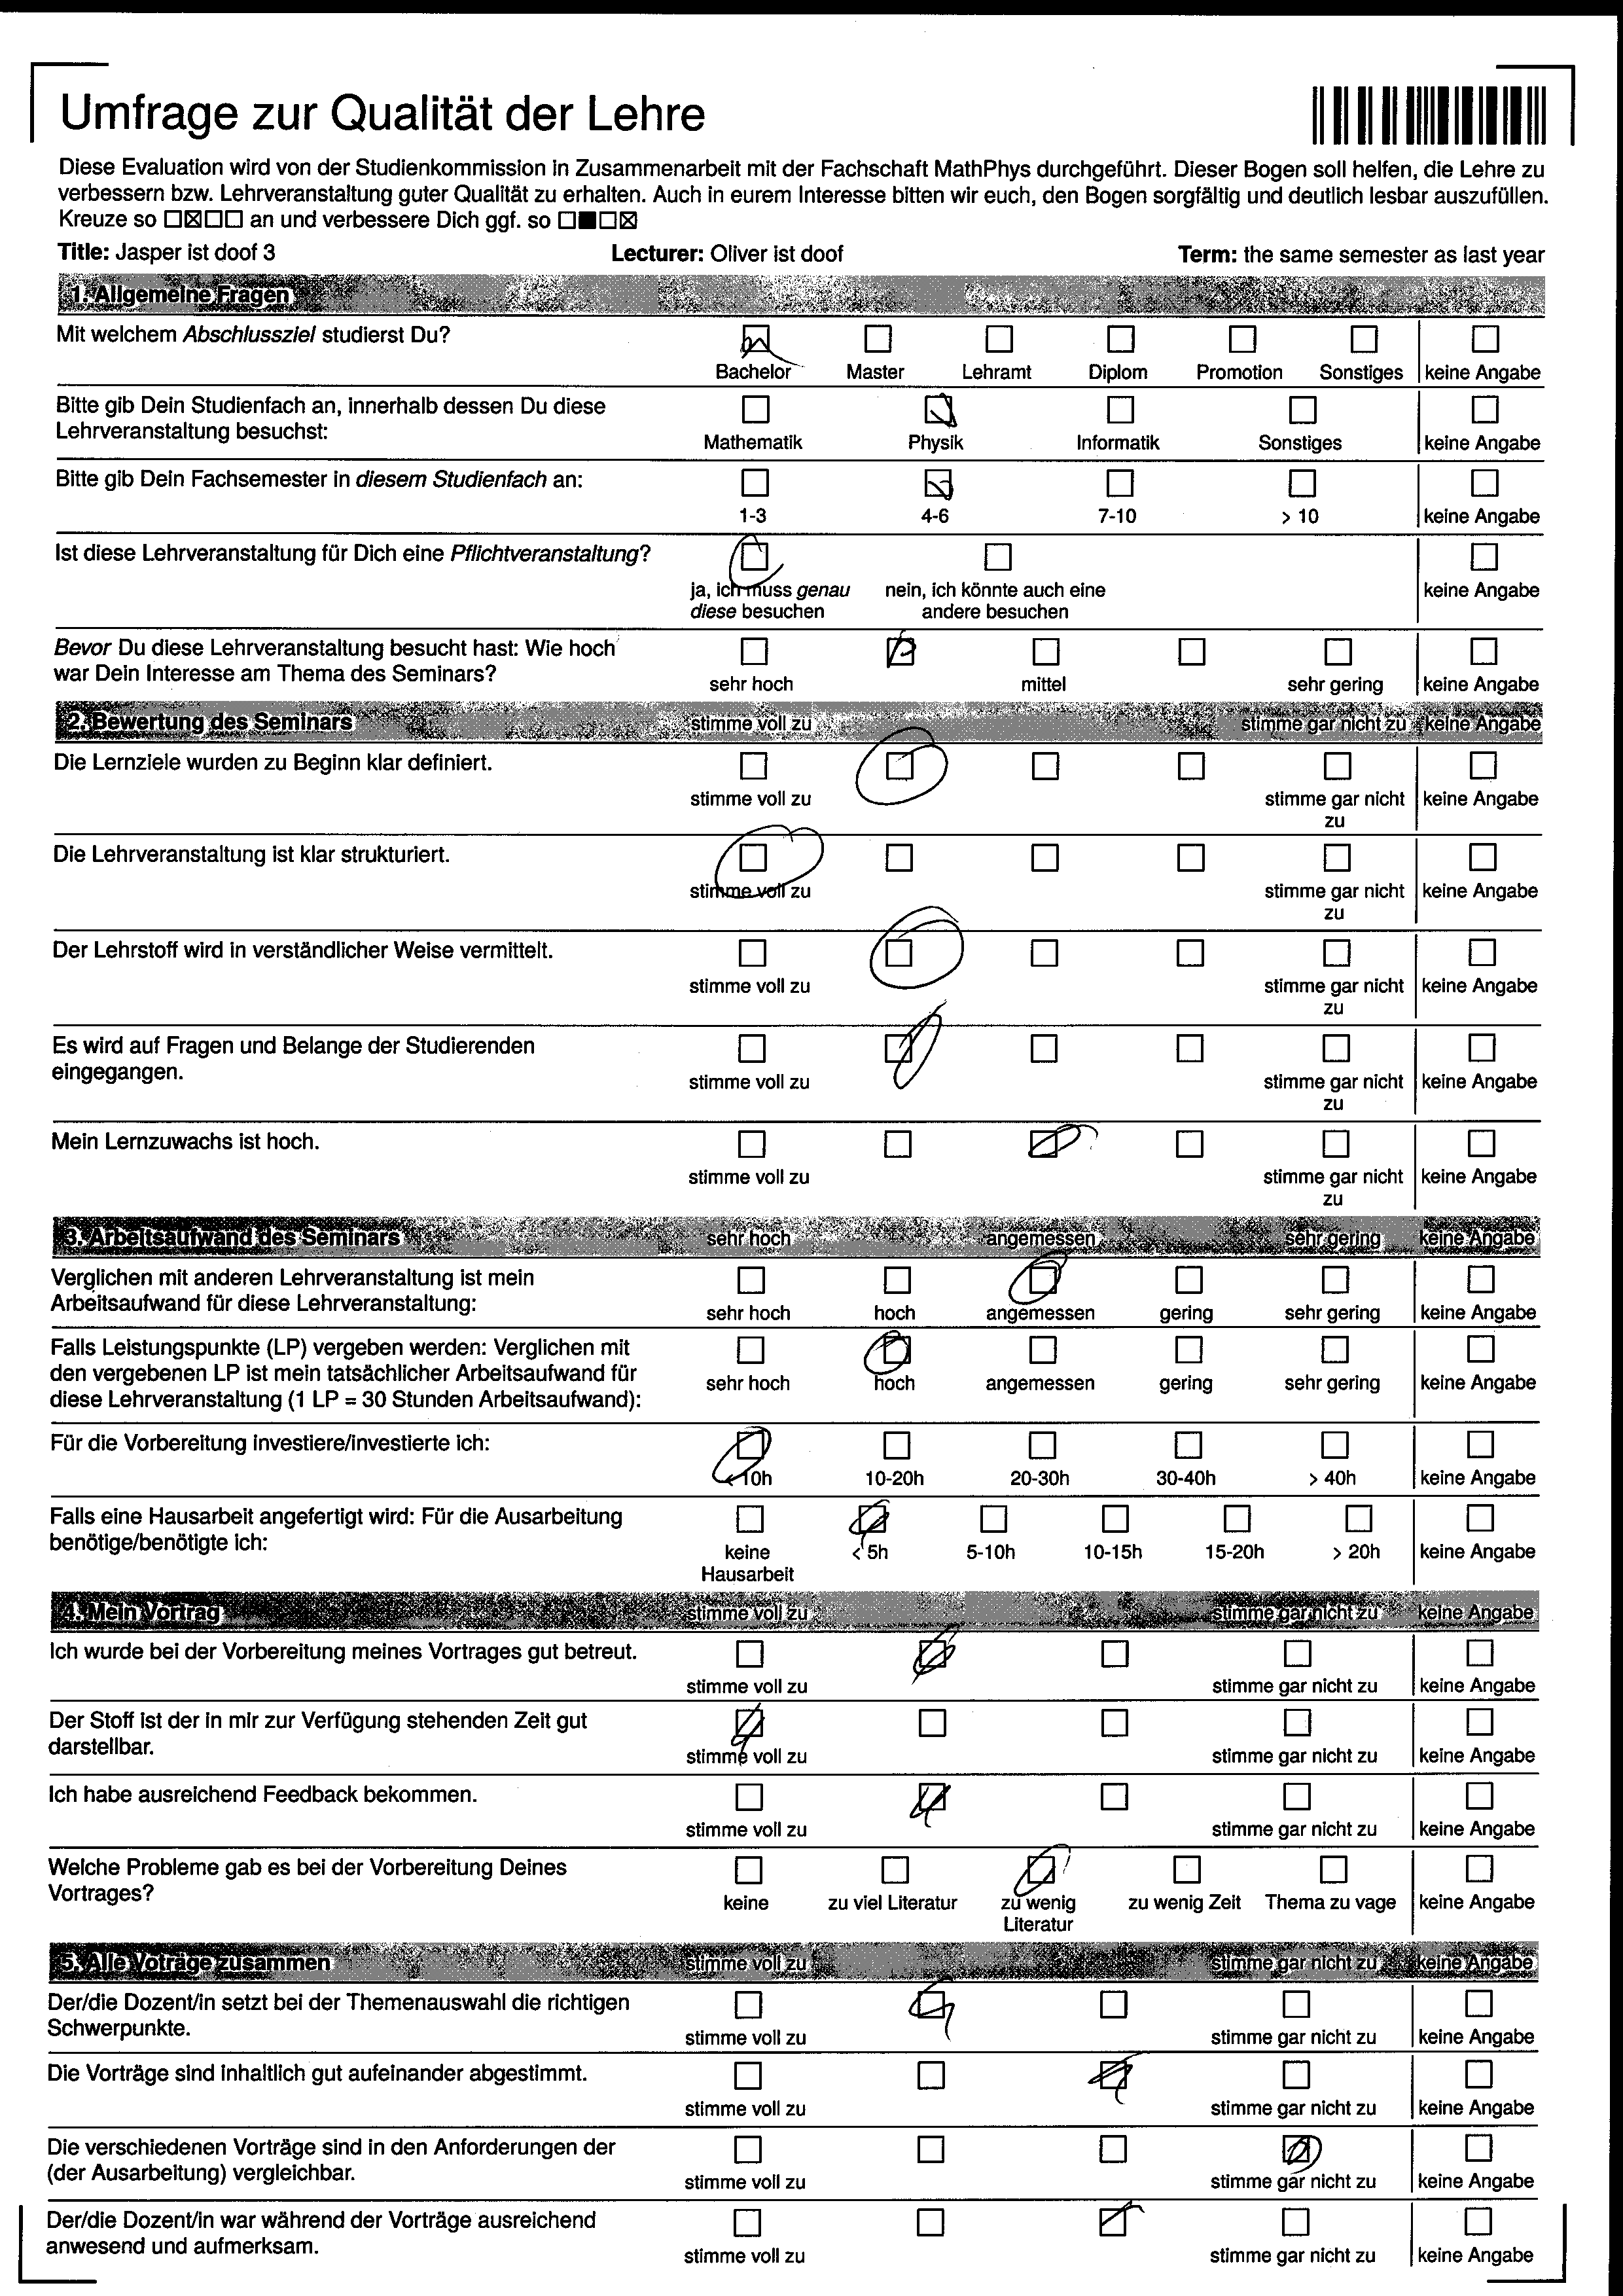 Umfrage zur Qualität der Lehre
Diese Evaluation wird von der Studienkommission in Zusammenarbeit mit der Fachschaft MathPhys durchgeführt. Dieser Bogen soll helfen, die Lehre zu
verbessern bzw. Lehrveranstaltung guter Qualität zu erhalten. Auch in eurem Interesse bitten wir euch, den Bogen sorgfältig und deutlich lesbar auszufüllen.
Kreuze so ☐☒☐☐ an und verbessere Dich ggf. so ☐■☐☒
Title: Jasper ist doof 3 Lecturer: Oliver ist doof Term: the same semester as last year
1. Allgemeine Fragen
Mit welchem Abschlussziel studierst Du?
Bachelor Master Lehramt Diplom Promotion Sonstiges keine Angabe
Bitte gib Dein Studienfach an, innerhalb dessen Du diese
Lehrveranstaltung besuchst:
Mathematik Physik Informatik Sonstiges keine Angabe
Bitte gib Dein Fachsemester in diesem Studienfach an:
1-3 4-6 7-10 > 10 keine Angabe
Ist diese Lehrveranstaltung für Dich eine Pflichtveranstaltung?
ja, ich muss genau nein, ich könnte auch eine keine Angabe
diese besuchen andere besuchen
Bevor Du diese Lehrveranstaltung besucht hast: Wie hoch
war Dein Interesse am Thema des Seminars?
sehr hoch mittel sehr gering keine Angabe
2. Bewertung des Seminars stimme voll zu stimme gar nicht zu keine Angabe
Die Lernziele wurden zu Beginn klar definiert.
stimme voll zu stimme gar nicht keine Angabe
zu
Die Lehrveranstaltung ist klar strukturiert.
stimme voll zu stimme gar nicht keine Angabe
zu
Der Lehrstoff wird in verständlicher Weise vermittelt.
stimme voll zu stimme gar nicht keine Angabe
zu
Es wird auf Fragen und Belange der Studierenden
eingegangen.
stimme voll zu stimme gar nicht keine Angabe
zu
Mein Lernzuwachs ist hoch.
stimme voll zu stimme gar nicht keine Angabe
zu
3. Arbeitsaufwand des Seminars sehr hoch angemessen sehr gering keine Angabe
Verglichen mit anderen Lehrveranstaltung ist mein
Arbeitsaufwand für diese Lehrveranstaltung:
sehr hoch hoch angemessen gering sehr gering keine Angabe
Falls Leistungspunkte (LP) vergeben werden: Verglichen mit
den vergebenen LP ist mein tatsächlicher Arbeitsaufwand für
diese Lehrveranstaltung (1 LP = 30 Stunden Arbeitsaufwand):
sehr hoch hoch angemessen gering sehr gering keine Angabe
Für die Vorbereitung investiere/investierte ich:
< 10h 10-20h 20-30h 30-40h > 40h keine Angabe
Falls eine Hausarbeit angefertigt wird: Für die Ausarbeitung
benötige/benötigte ich:
keine < 5h 5-10h 10-15h 15-20h > 20h keine Angabe
Hausarbeit
4. Mein Vortrag stimme voll zu stimme gar nicht zu keine Angabe
Ich wurde bei der Vorbereitung meines Vortrages gut betreut.
stimme voll zu stimme gar nicht zu keine Angabe
Der Stoff ist der in mir zur Verfügung stehenden Zeit gut
darstellbar.
stimme voll zu stimme gar nicht zu keine Angabe
Ich habe ausreichend Feedback bekommen.
stimme voll zu stimme gar nicht zu keine Angabe
Welche Probleme gab es bei der Vorbereitung Deines
Vortrages?
keine zu viel Literatur zu wenig zu wenig Zeit Thema zu vage keine Angabe
Literatur
5. Alle Voträge zusammen stimme voll zu stimme gar nicht zu keine Angabe
Der/die Dozent/in setzt bei der Themenauswahl die richtigen
Schwerpunkte.
stimme voll zu stimme gar nicht zu keine Angabe
Die Vorträge sind inhaltlich gut aufeinander abgestimmt.
stimme voll zu stimme gar nicht zu keine Angabe
Die verschiedenen Vorträge sind in den Anforderungen der
(der Ausarbeitung) vergleichbar.
stimme voll zu stimme gar nicht zu keine Angabe
Der/die Dozent/in war während der Vorträge ausreichend
anwesend und aufmerksam.
stimme voll zu stimme gar nicht zu keine Angabe